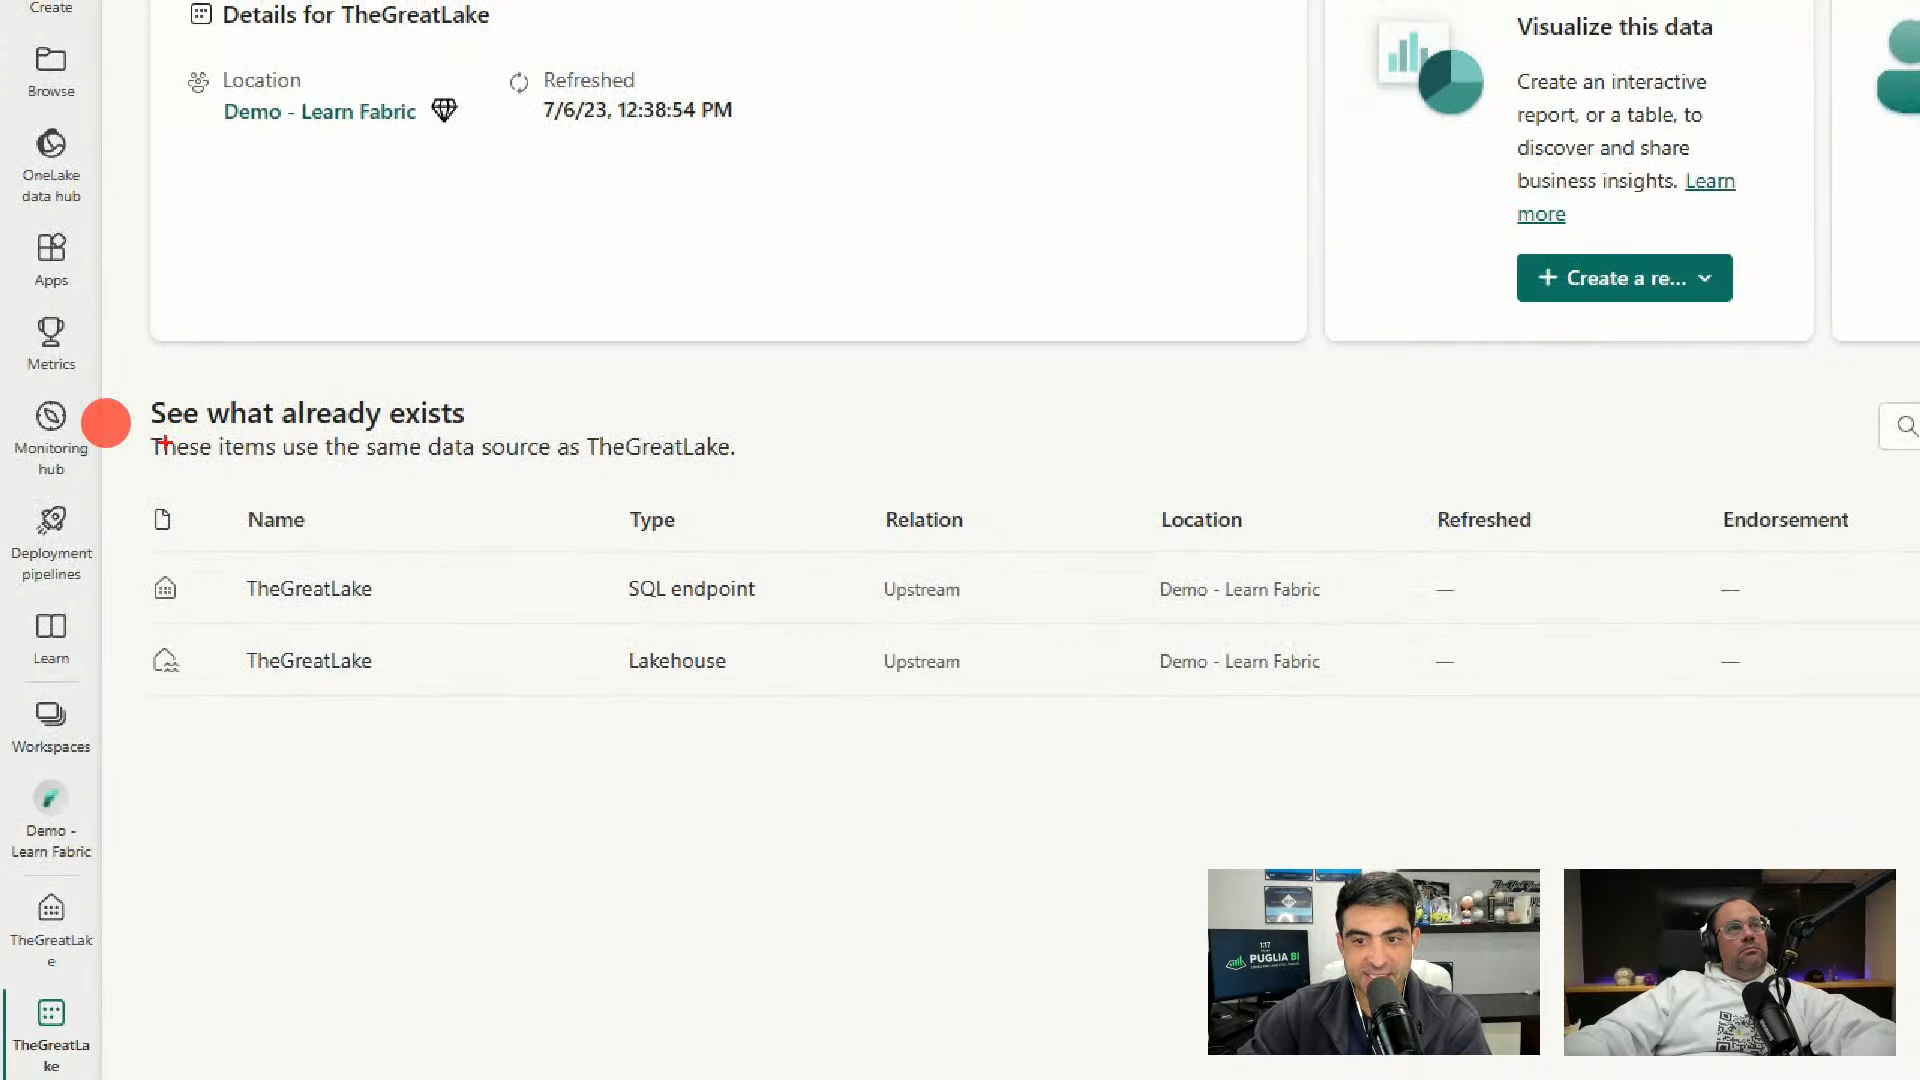 Create
Details for TheGreatLake
Location
Demo - Learn Fabric
Refreshed
7/6/23, 12:38:54 PM
Visualize this data
Create an interactive
report, or a table, to
discover and share
business insights. Learn
more
+ Create a re...
Browse
OneLake
data hub
Apps
Metrics
Monitoring
hub
Deployment
pipelines
Learn
Workspaces
Demo -
Learn Fabric
TheGreatLak
e
TheGreatLa
ke
See what already exists
These items use the same data source as TheGreatLake.
Name Type Relation Location Refreshed Endorsement
TheGreatLake SQL endpoint Upstream Demo - Learn Fabric — —
TheGreatLake Lakehouse Upstream Demo - Learn Fabric — —
1:17
PUGLIA BI